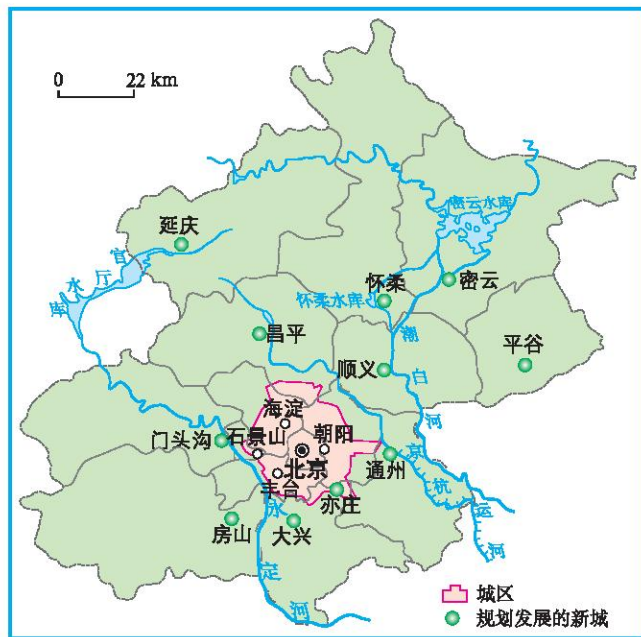 0 22 km
密云水库
延庆
官厅水库
怀柔
密云
怀柔水库
昌平
潮白河
平谷
顺义
海淀
门头沟
石景山
朝阳
北京
通州
丰台
亦庄
京杭运河
房山
大兴
永定河
城区
规划发展的新城